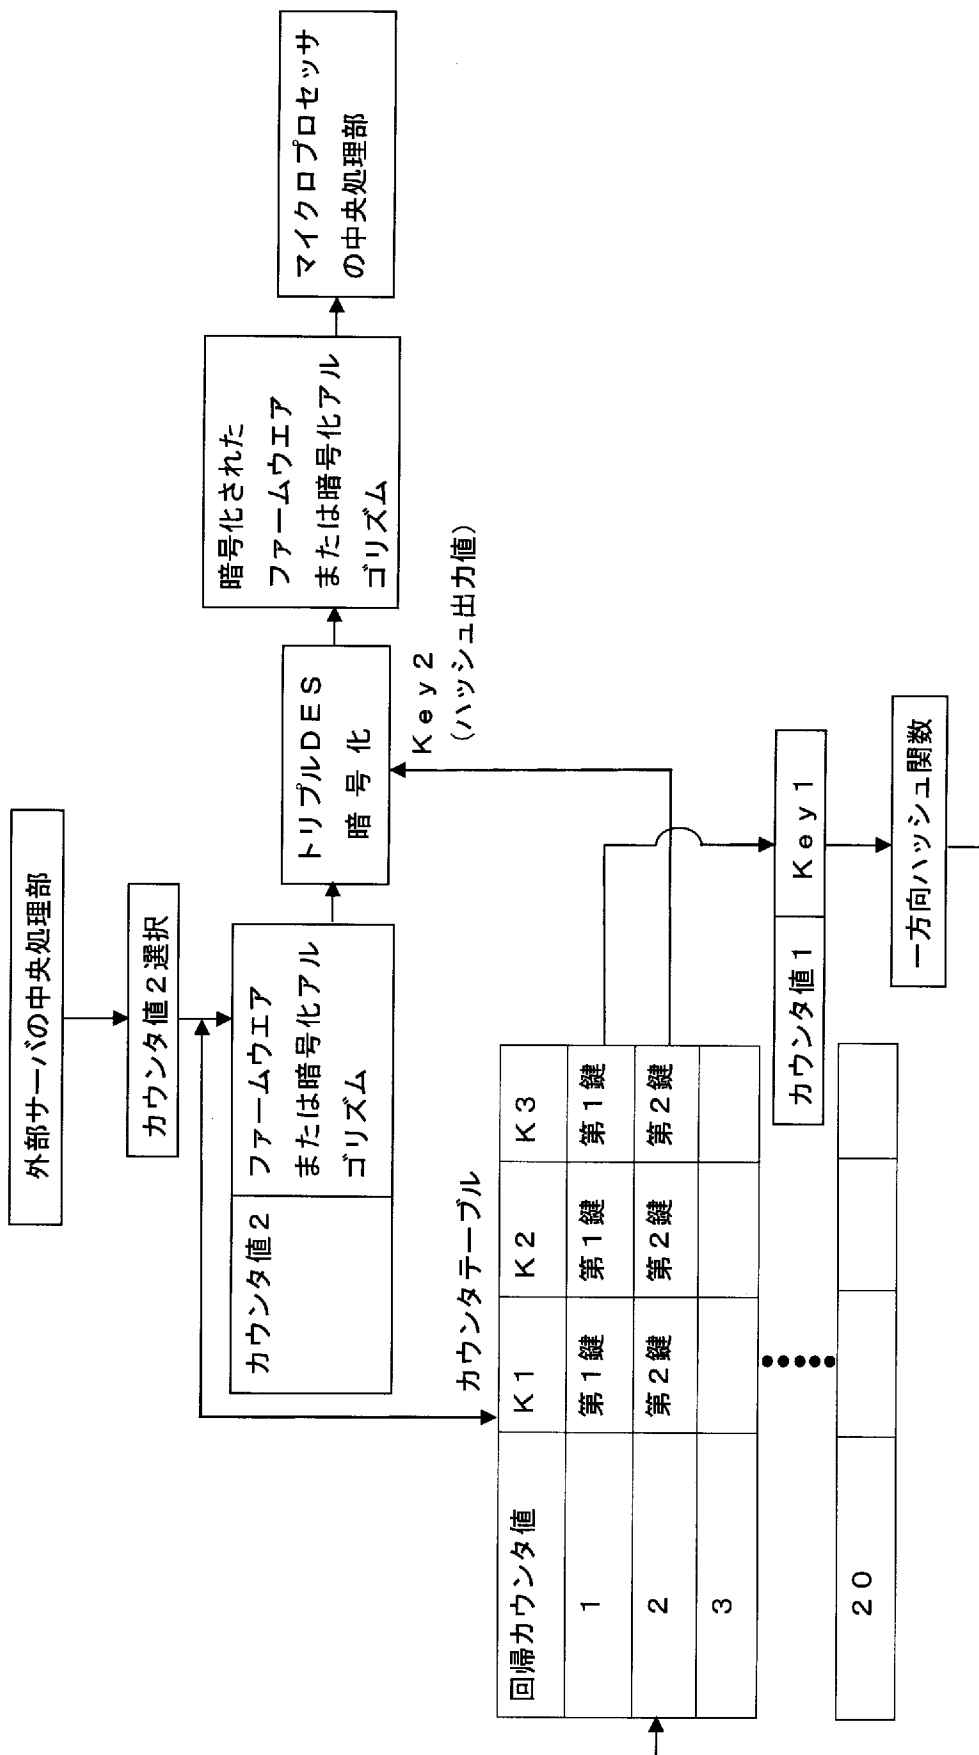 外部サーバの中央処理部
カウンタ値2選択
カウンタ値2
ファームウエア
または暗号化アル
ゴリズム
トリプルDES
暗号化
暗号化された
ファームウエア
または暗号化アル
ゴリズム
マイクロプロセッサ
の中央処理部
Key2
(ハッシュ出力値)
カウンタテーブル
回帰カウンタ値 K1 K2 K3
1 第1鍵 第1鍵 第1鍵
2 第2鍵 第2鍵 第2鍵
3
20
カウンタ値1 Key1
一方向ハッシュ関数